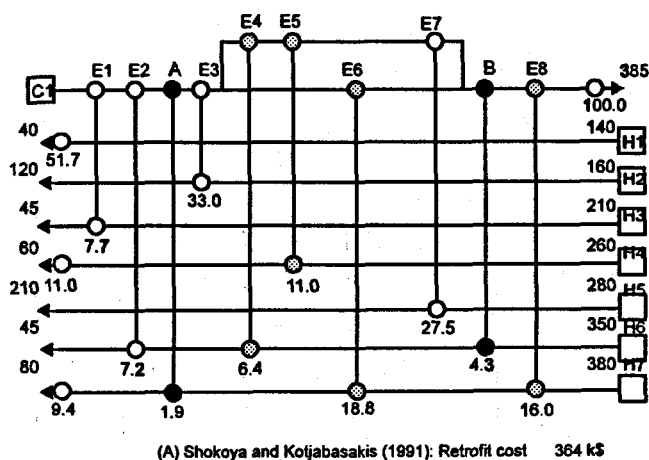 E4 E5 E7
E1 E2 A E3 E6 B E8 385
C1
100.0
40 140 H1
51.7
120 160 H2
33.0
45 210 H3
7.7
60 260 H4
11.0 11.0
210 280 H5
27.5
45 350 H6
7.2 6.4 4.3
80 380 H7
9.4 1.9 18.8 16.0
(A) Shokoya and Kotjabasakis (1991): Retrofit cost 364 k$